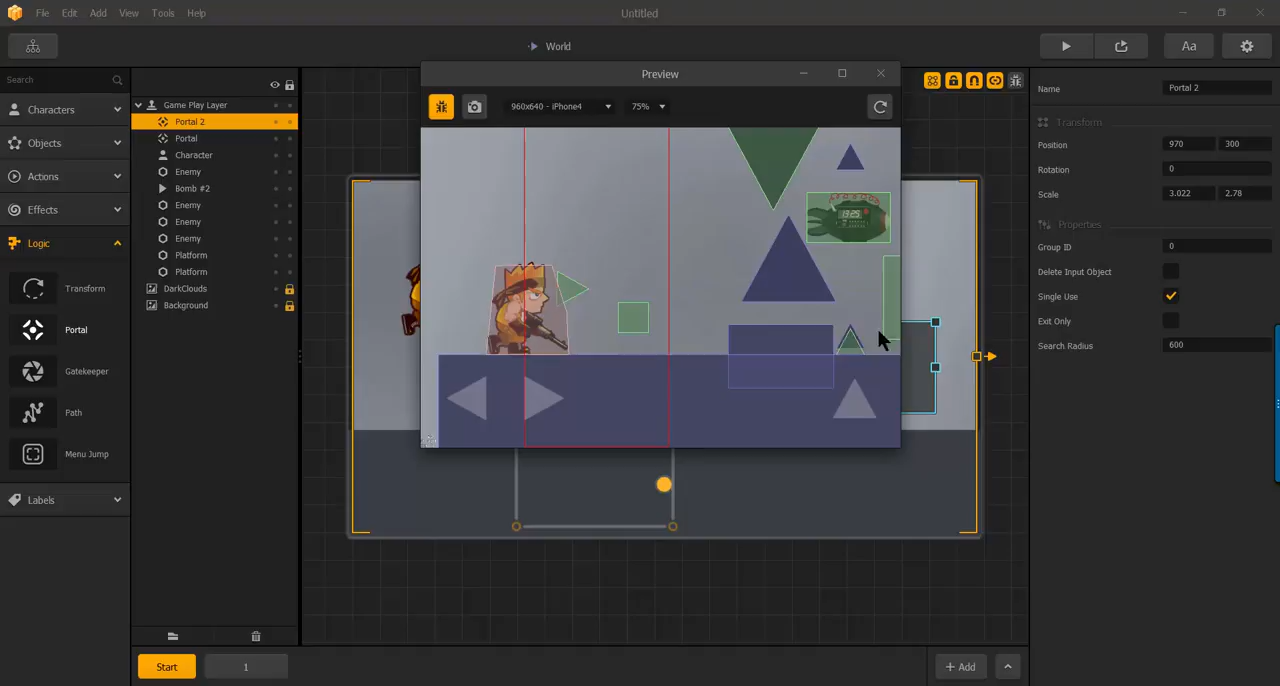 File Edit Add View Tools Help
Untitled
World
Aa
Search
Characters
Objects
Actions
Effects
Logic
Transform
Portal
Gatekeeper
Path
Menu Jump
Labels
Game Play Layer
Portal 2
Portal
Character
Enemy
Bomb #2
Enemy
Enemy
Enemy
Platform
Platform
DarkClouds
Background
Preview
960x640 - iPhone4
75%
13:25
Name Portal 2
Transform
Position 970 300
Rotation 0
Scale 3.022 2.78
Properties
Group ID 0
Delete Input Object
Single Use
Exit Only
Search Radius 600
Start 1
+ Add